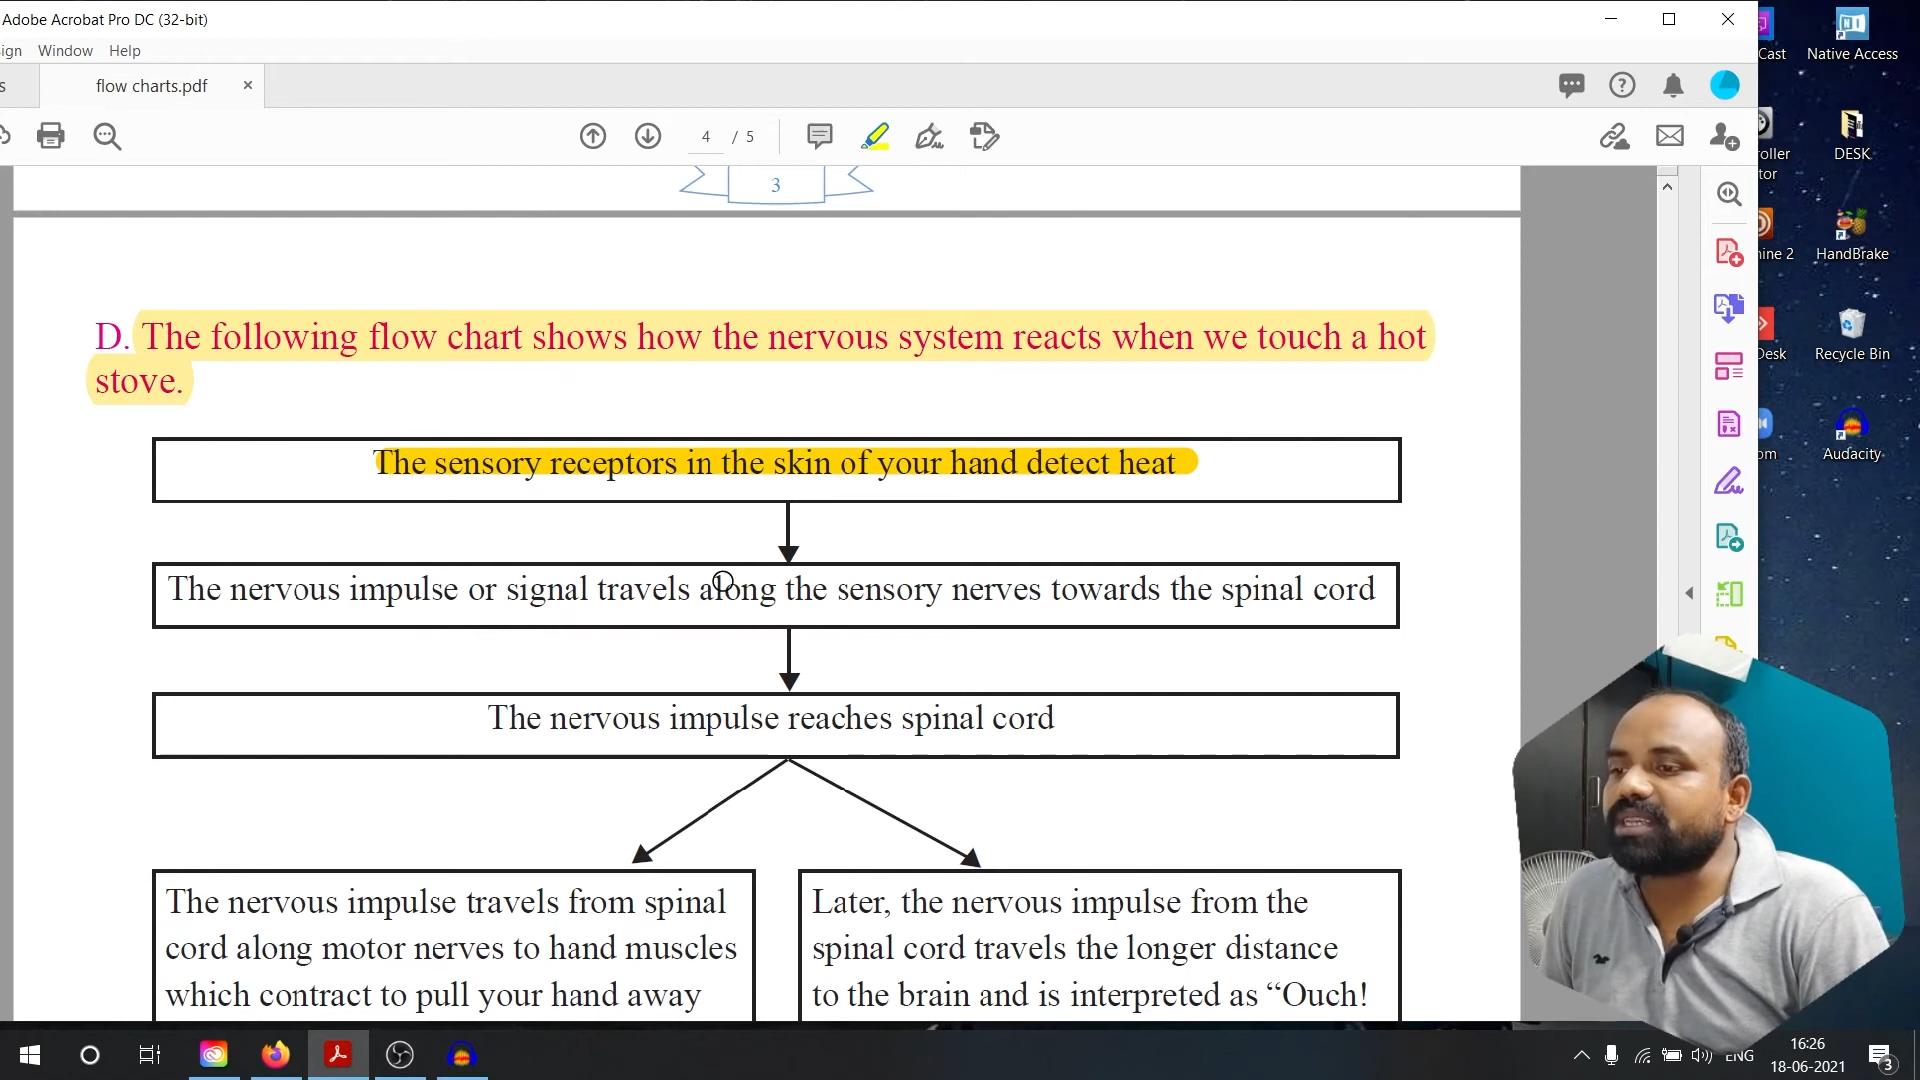 Adobe Acrobat Pro DC (32-bit)
ign Window Help
s
flow charts.pdf
4 / 5
3
D. The following flow chart shows how the nervous system reacts when we touch a hot
stove.
The sensory receptors in the skin of your hand detect heat
The nervous impulse or signal travels along the sensory nerves towards the spinal cord
The nervous impulse reaches spinal cord
The nervous impulse travels from spinal
cord along motor nerves to hand muscles
which contract to pull your hand away
Later, the nervous impulse from the
spinal cord travels the longer distance
to the brain and is interpreted as “Ouch!
Cast
Native Access
roller
tor
DESK
nine 2
HandBrake
Desk
Recycle Bin
om
Audacity
ENG
16:26
18-06-2021
3